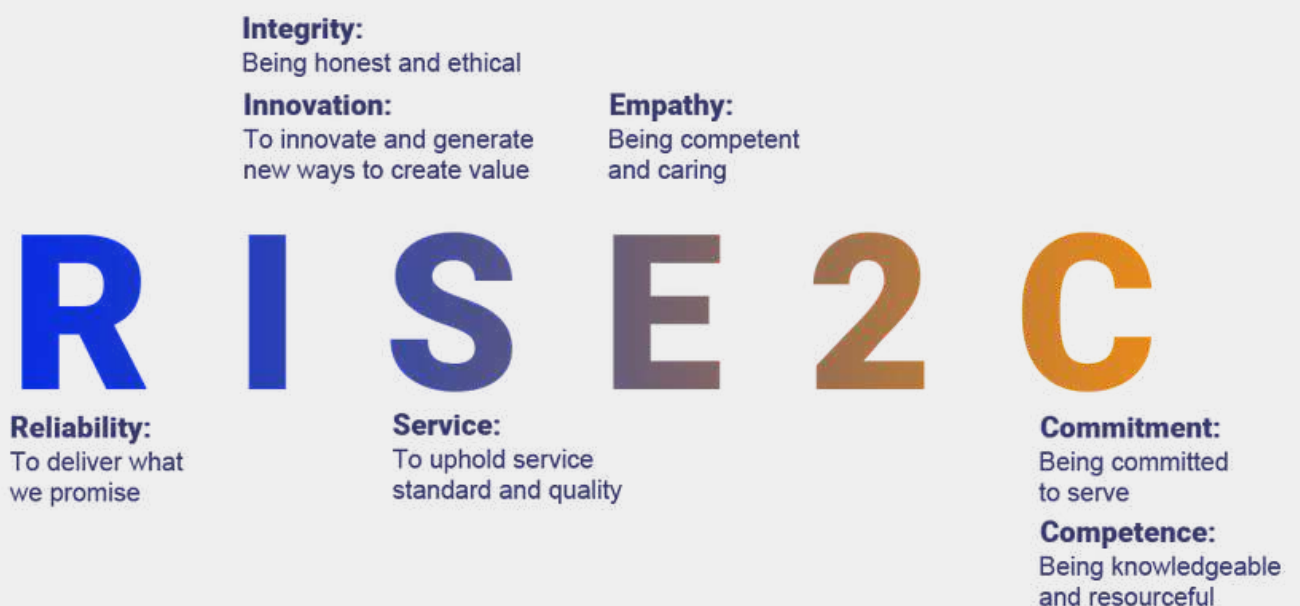 Integrity:
Being honest and ethical
Innovation:
To innovate and generate
new ways to create value
Empathy:
Being competent
and caring
RISE2C
Reliability:
To deliver what
we promise
Service:
To uphold service
standard and quality
Commitment:
Being committed
to serve
Competence:
Being knowledgeable
and resourceful